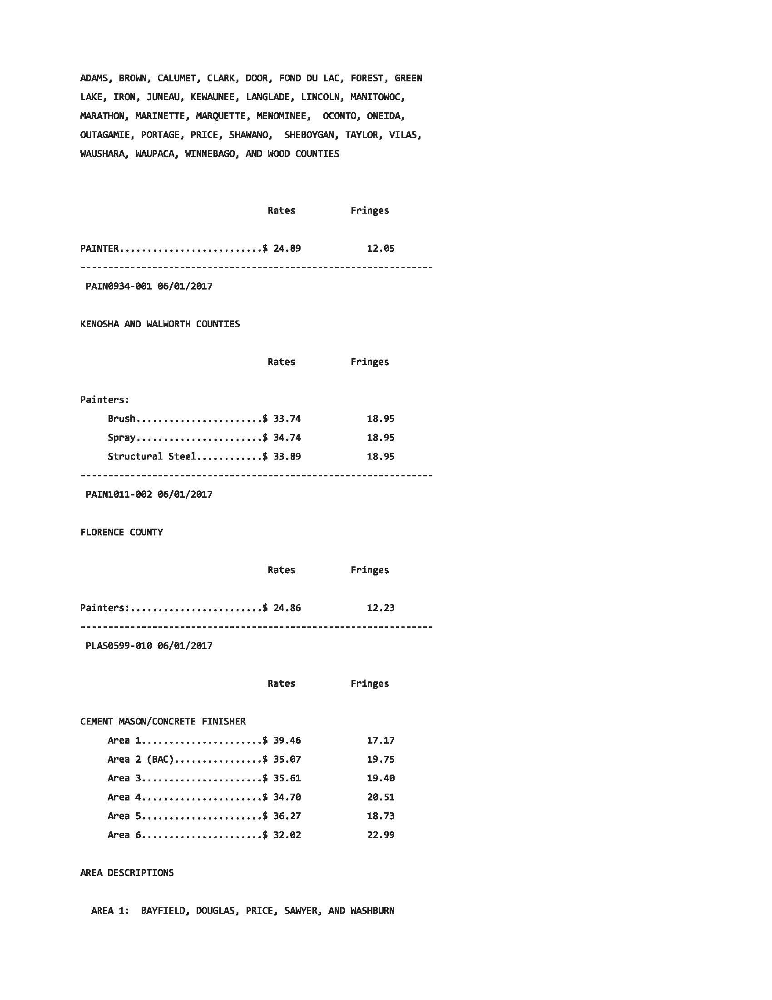 ADAMS, BROWN, CALUMET, CLARK, DOOR, FOND DU LAC, FOREST, GREEN
LAKE, IRON, JUNEAU, KEWAUNEE, LANGLADE, LINCOLN, MANITOWOC,
MARATHON, MARINETTE, MARQUETTE, MENOMINEE,  OCONTO, ONEIDA,
OUTAGAMIE, PORTAGE, PRICE, SHAWANO,  SHEBOYGAN, TAYLOR, VILAS,
WAUSHARA, WAUPACA, WINNEBAGO, AND WOOD COUNTIES
Rates          Fringes
PAINTER..........................$ 24.89            12.05
----------------------------------------------------------------
PAIN0934-001 06/01/2017
KENOSHA AND WALWORTH COUNTIES
Rates          Fringes
Painters:
Brush.......................$ 33.74            18.95
Spray.......................$ 34.74            18.95
Structural Steel............$ 33.89            18.95
----------------------------------------------------------------
PAIN1011-002 06/01/2017
FLORENCE COUNTY
Rates          Fringes
Painters:........................$ 24.86            12.23
----------------------------------------------------------------
PLAS0599-010 06/01/2017
Rates          Fringes
CEMENT MASON/CONCRETE FINISHER
Area 1......................$ 39.46            17.17
Area 2 (BAC)................$ 35.07            19.75
Area 3......................$ 35.61            19.40
Area 4......................$ 34.70            20.51
Area 5......................$ 36.27            18.73
Area 6......................$ 32.02            22.99
AREA DESCRIPTIONS
AREA 1:  BAYFIELD, DOUGLAS, PRICE, SAWYER, AND WASHBURN